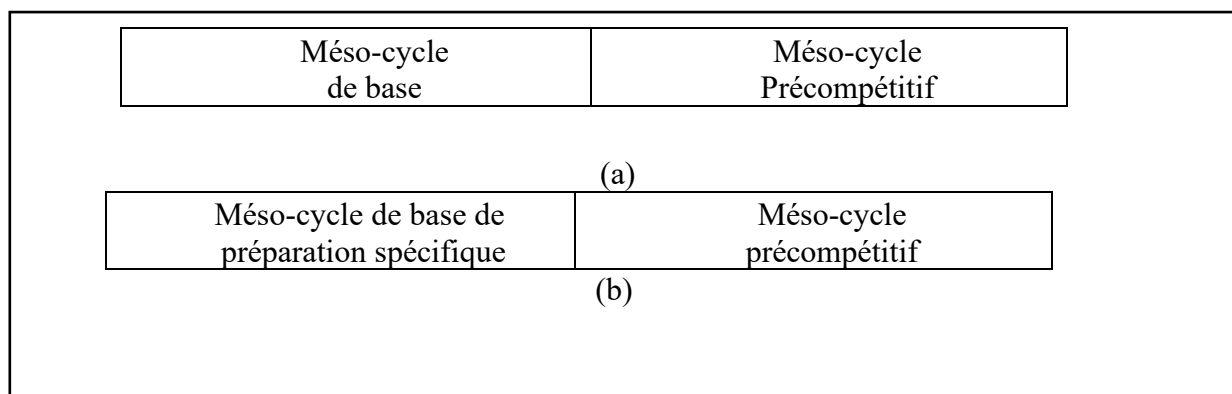 Méso-cycle
de base
Méso-cycle
Précompétitif
(a)
Méso-cycle de base de
préparation spécifique
Méso-cycle
précompétitif
(b)